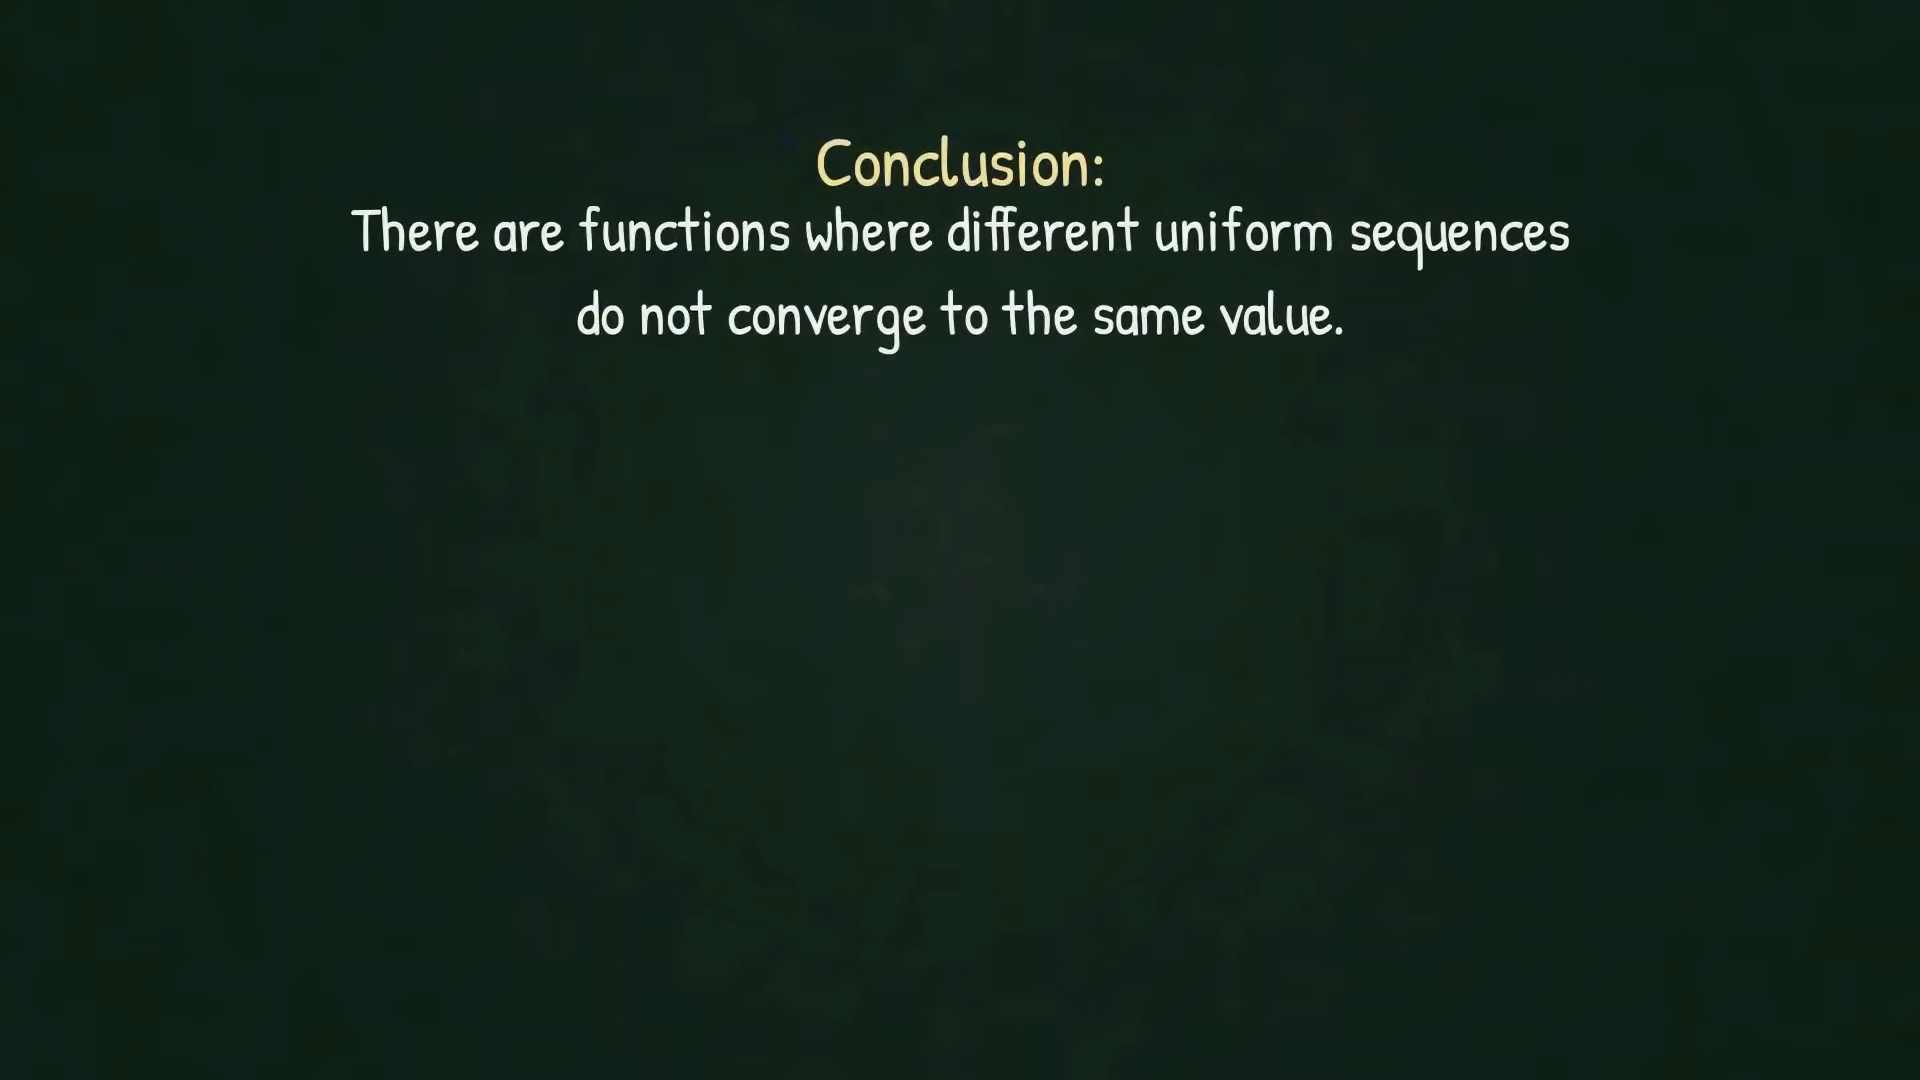 Conclusion:
There are functions where different uniform sequences
do not converge to the same value.